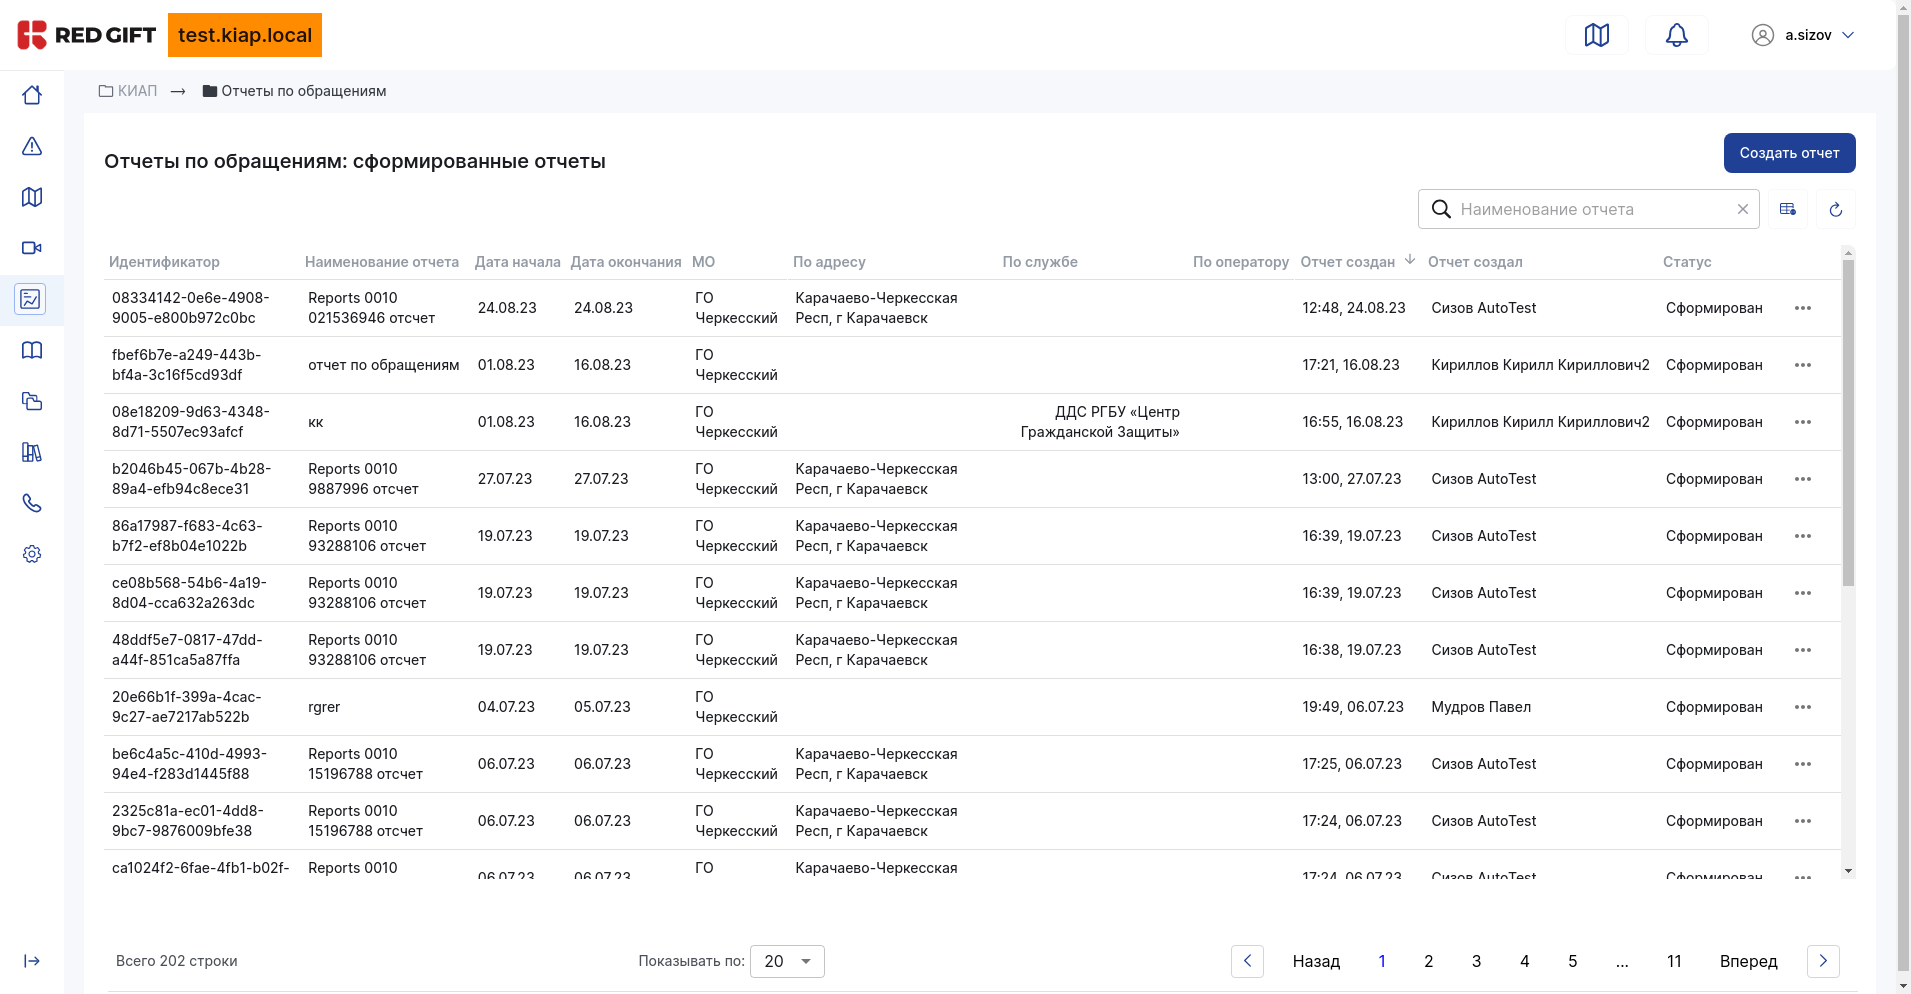 RED GIFT test.kiap.local a.sizov
КИАП → Отчеты по обращениям
Отчеты по обращениям: сформированные отчеты
Создать отчет
Наименование отчета
Идентификатор Наименование отчета Дата начала Дата окончания МО По адресу По службе По оператору Отчет создан Отчет создал Статус
08334142-0e6e-4908- Reports 0010 ГО Карачаево-Черкесская
24.08.23 24.08.23 12:48, 24.08.23 Сизов AutoTest Сформирован
9005-e800b972c0bc 021536946 отсчет Черкесский Респ, г Карачаевск
fbef6b7e-a249-443b- ГО
отчет по обращениям 01.08.23 16.08.23 17:21, 16.08.23 Кириллов Кирилл Кириллович2 Сформирован
bf4a-3c16f5cd93df Черкесский
08e18209-9d63-4348- ГО ДДС РГБУ «Центр
кк 01.08.23 16.08.23 16:55, 16.08.23 Кириллов Кирилл Кириллович2 Сформирован
8d71-5507ec93afcf Черкесский Гражданской Защиты»
b2046b45-067b-4b28- Reports 0010 ГО Карачаево-Черкесская
27.07.23 27.07.23 13:00, 27.07.23 Сизов AutoTest Сформирован
89a4-efb94c8ece31 9887996 отсчет Черкесский Респ, г Карачаевск
86a17987-f683-4c63- Reports 0010 ГО Карачаево-Черкесская
19.07.23 19.07.23 16:39, 19.07.23 Сизов AutoTest Сформирован
b7f2-ef8b04e1022b 93288106 отсчет Черкесский Респ, г Карачаевск
ce08b568-54b6-4a19- Reports 0010 ГО Карачаево-Черкесская
19.07.23 19.07.23 16:39, 19.07.23 Сизов AutoTest Сформирован
8d04-cca632a263dc 93288106 отсчет Черкесский Респ, г Карачаевск
48ddf5e7-0817-47dd- Reports 0010 ГО Карачаево-Черкесская
19.07.23 19.07.23 16:38, 19.07.23 Сизов AutoTest Сформирован
a44f-851ca5a87ffa 93288106 отсчет Черкесский Респ, г Карачаевск
20e66b1f-399a-4cac- ГО
rgrer 04.07.23 05.07.23 19:49, 06.07.23 Мудров Павел Сформирован
9c27-ae7217ab522b Черкесский
be6c4a5c-410d-4993- Reports 0010 ГО Карачаево-Черкесская
06.07.23 06.07.23 17:25, 06.07.23 Сизов AutoTest Сформирован
94e4-f283d1445f88 15196788 отсчет Черкесский Респ, г Карачаевск
2325c81a-ec01-4dd8- Reports 0010 ГО Карачаево-Черкесская
06.07.23 06.07.23 17:24, 06.07.23 Сизов AutoTest Сформирован
9bc7-9876009bfe38 15196788 отсчет Черкесский Респ, г Карачаевск
ca1024f2-6fae-4fb1-b02f- Reports 0010 ГО Карачаево-Черкесская
06.07.23 06.07.23 17:24, 06.07.23 Сизов AutoTest Сформирован
Всего 202 строки Показывать по: 20 Назад 1 2 3 4 5 ... 11 Вперед